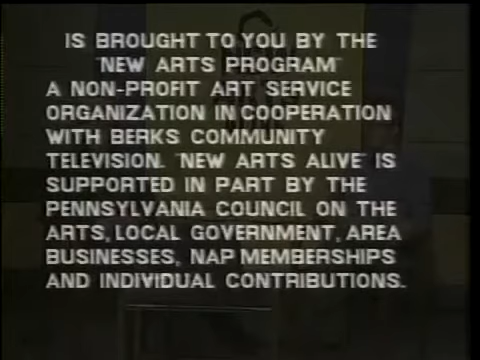 IS BROUGHT TO YOU BY THE
"NEW ARTS PROGRAM"
A NON-PROFIT ART SERVICE
ORGANIZATION IN COOPERATION
WITH BERKS COMMUNITY
TELEVISION. "NEW ARTS ALIVE" IS
SUPPORTED IN PART BY THE
PENNSYLVANIA COUNCIL ON THE
ARTS, LOCAL GOVERNMENT, AREA
BUSINESSES, NAP MEMBERSHIPS
AND INDIVIDUAL CONTRIBUTIONS.